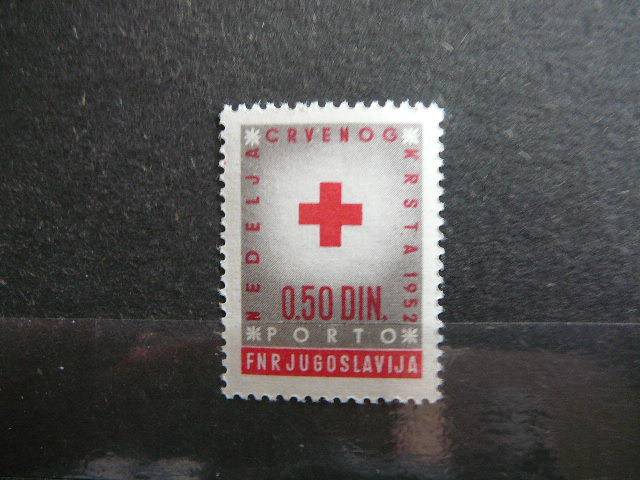 NEDELJA
CRVENOG
KRSTA 1952
0.50 DIN.
PORTO
FNR JUGOSLAVIJA